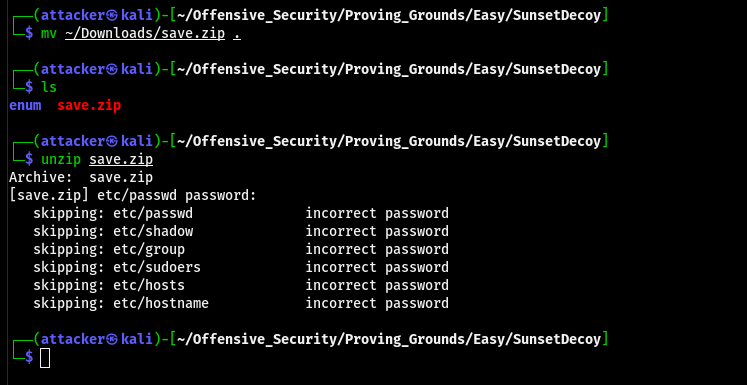 ┌──(attacker㉿kali)-[~/Offensive_Security/Proving_Grounds/Easy/SunsetDecoy]
└─$ mv ~/Downloads/save.zip .
┌──(attacker㉿kali)-[~/Offensive_Security/Proving_Grounds/Easy/SunsetDecoy]
└─$ ls
enum  save.zip
┌──(attacker㉿kali)-[~/Offensive_Security/Proving_Grounds/Easy/SunsetDecoy]
└─$ unzip save.zip
Archive:  save.zip
[save.zip] etc/passwd password:
   skipping: etc/passwd              incorrect password
   skipping: etc/shadow              incorrect password
   skipping: etc/group               incorrect password
   skipping: etc/sudoers             incorrect password
   skipping: etc/hosts               incorrect password
   skipping: etc/hostname            incorrect password
┌──(attacker㉿kali)-[~/Offensive_Security/Proving_Grounds/Easy/SunsetDecoy]
└─$